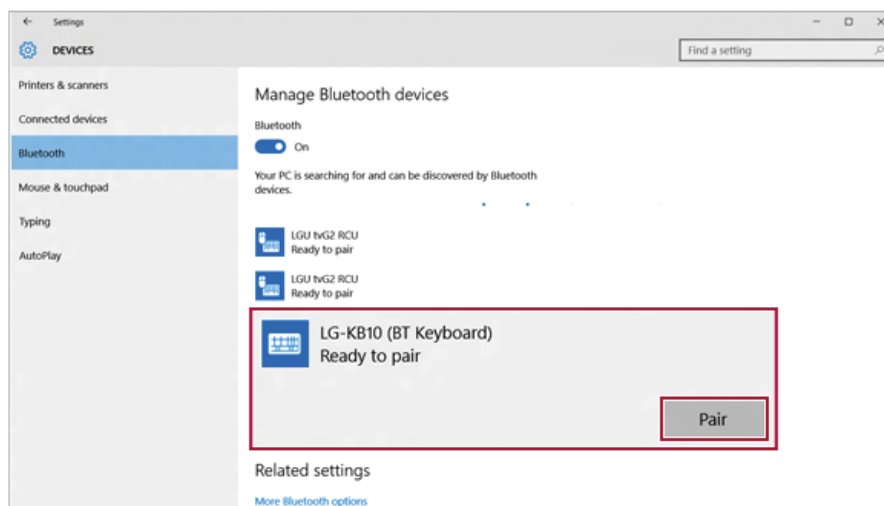 Settings
DEVICES
Find a setting
Printers & scanners
Connected devices
Bluetooth
Mouse & touchpad
Typing
AutoPlay
Manage Bluetooth devices
Bluetooth
On
Your PC is searching for and can be discovered by Bluetooth
devices.
LGU tvG2 RCU
Ready to pair
LGU tvG2 RCU
Ready to pair
LG-KB10 (BT Keyboard)
Ready to pair
Pair
Related settings
More Bluetooth options